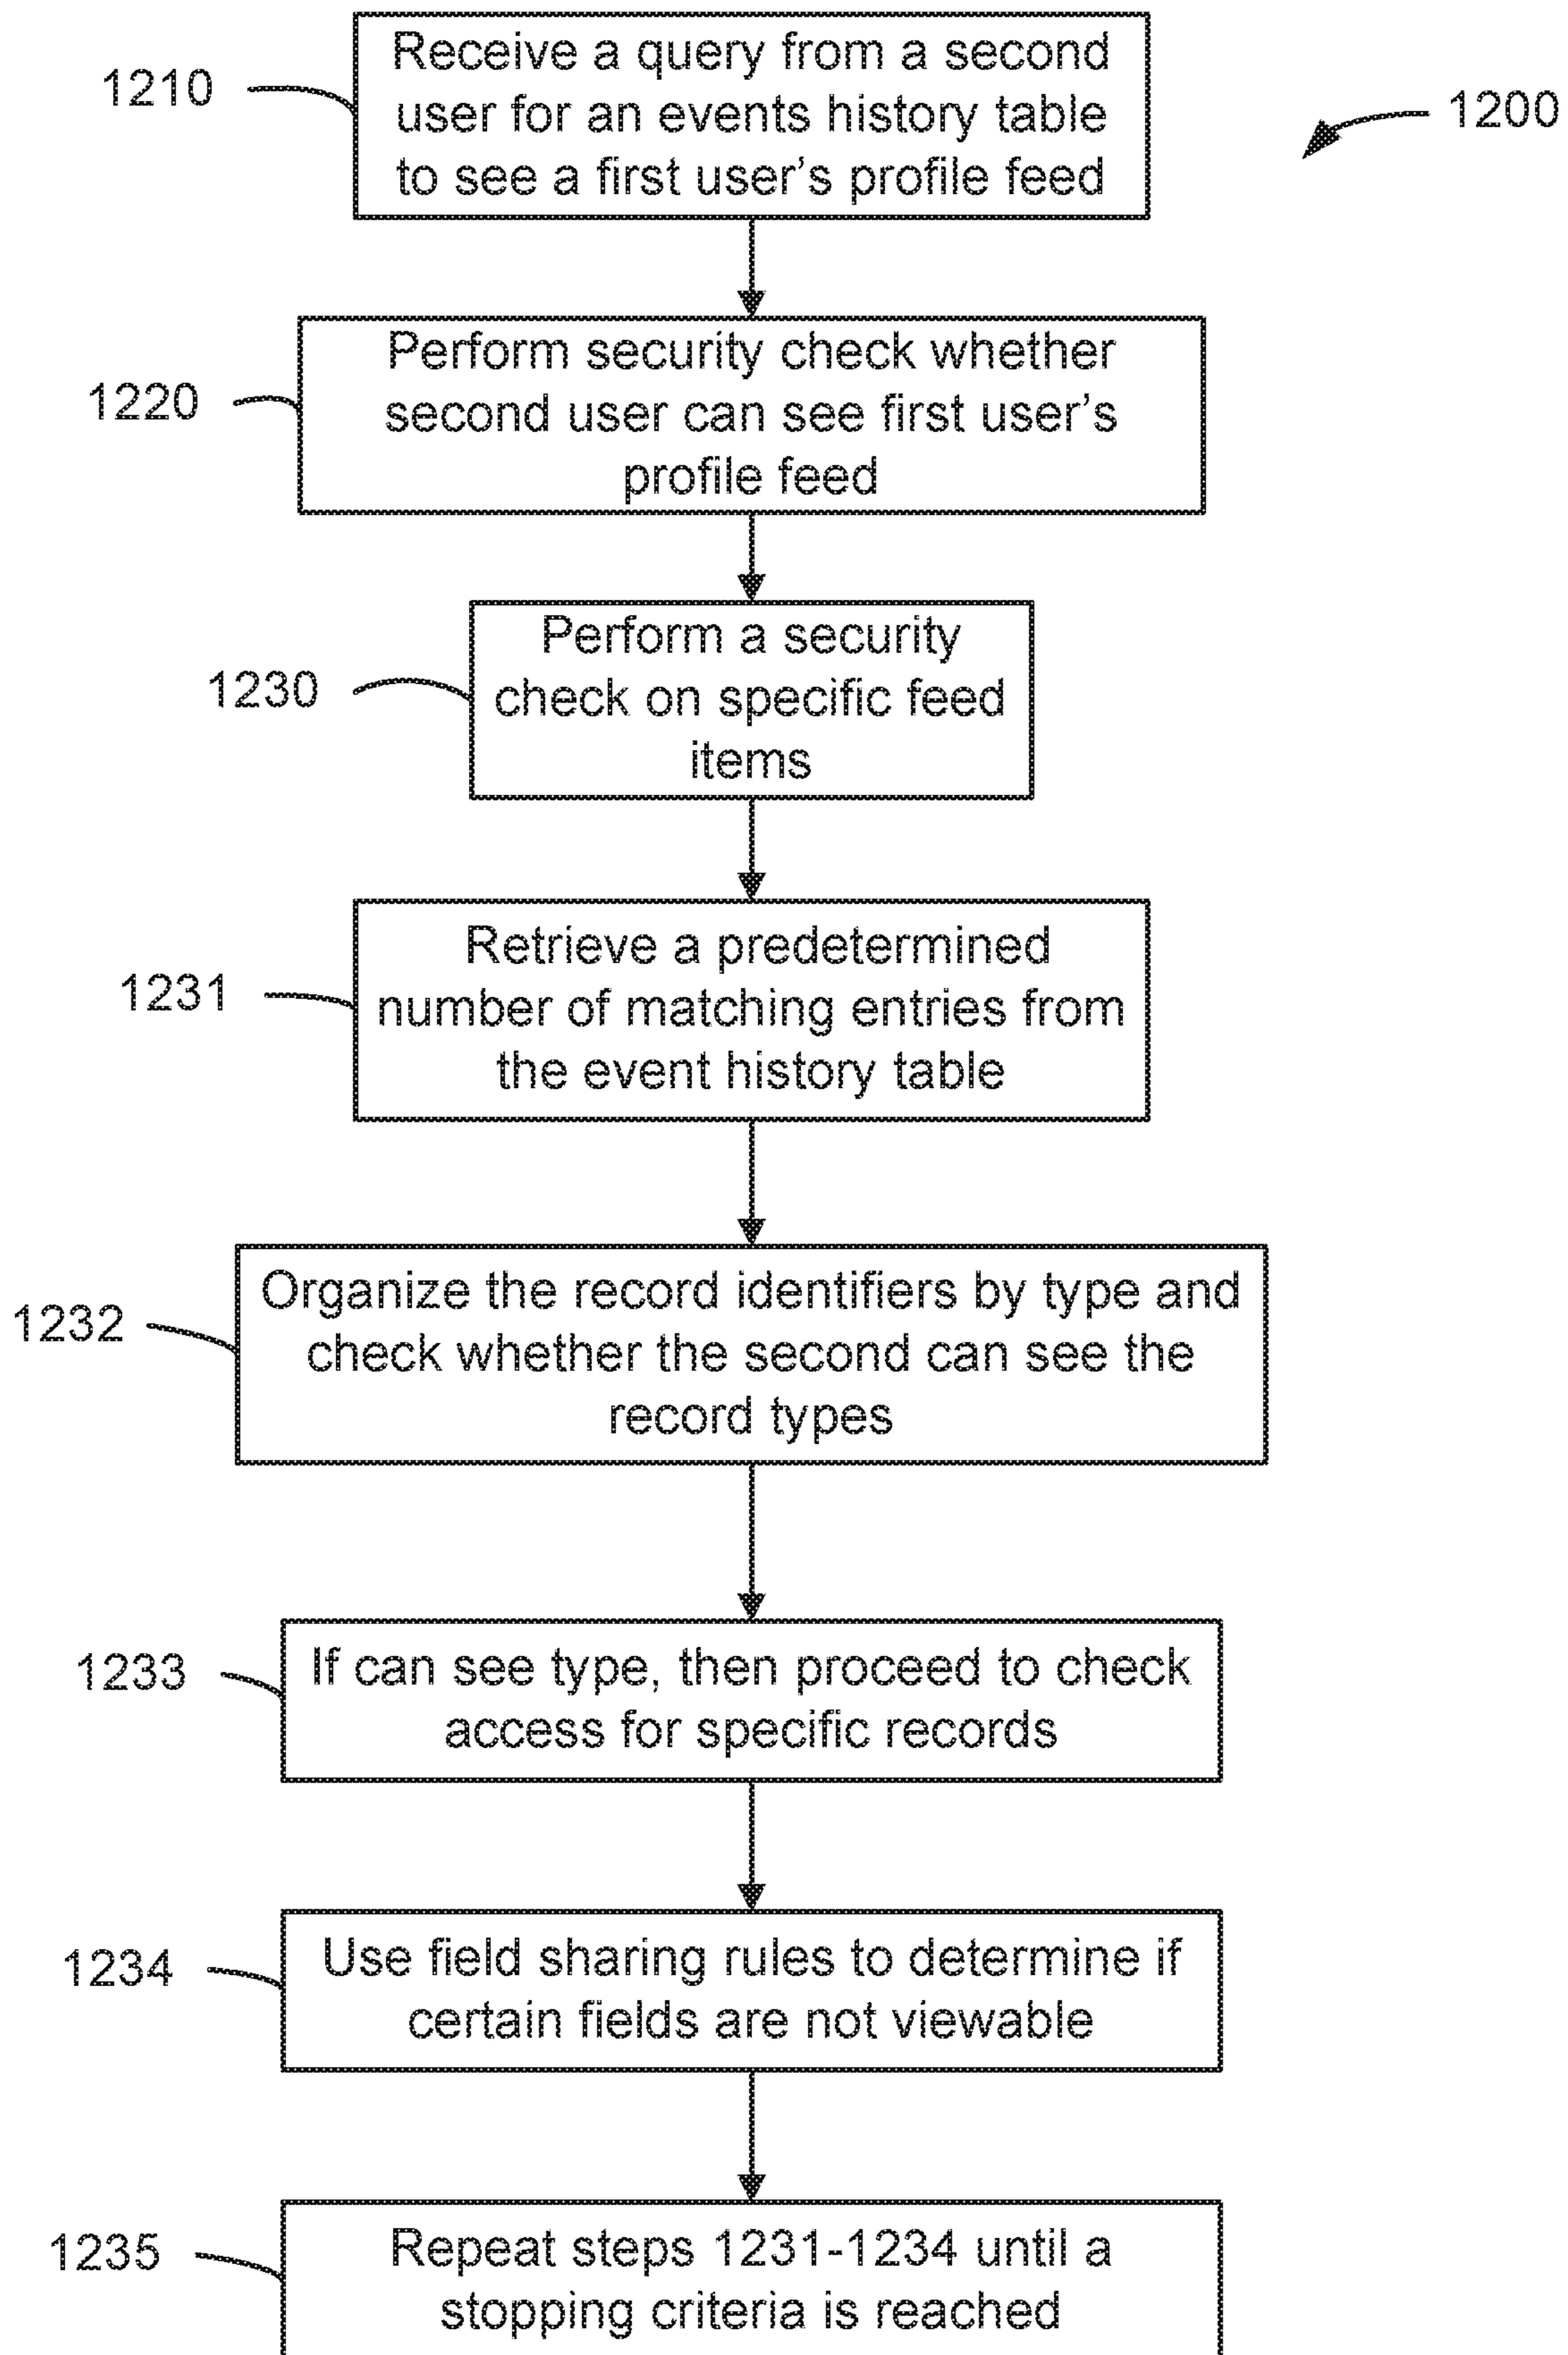 1200
1210
Receive a query from a second
user for an events history table
to see a first user's profile feed
1220
Perform security check whether
second user can see first user's
profile feed
1230
Perform a security
check on specific feed
items
1231
Retrieve a predetermined
number of matching entries from
the event history table
1232
Organize the record identifiers by type and
check whether the second can see the
record types
1233
If can see type, then proceed to check
access for specific records
1234
Use field sharing rules to determine if
certain fields are not viewable
1235
Repeat steps 1231-1234 until a
stopping criteria is reached